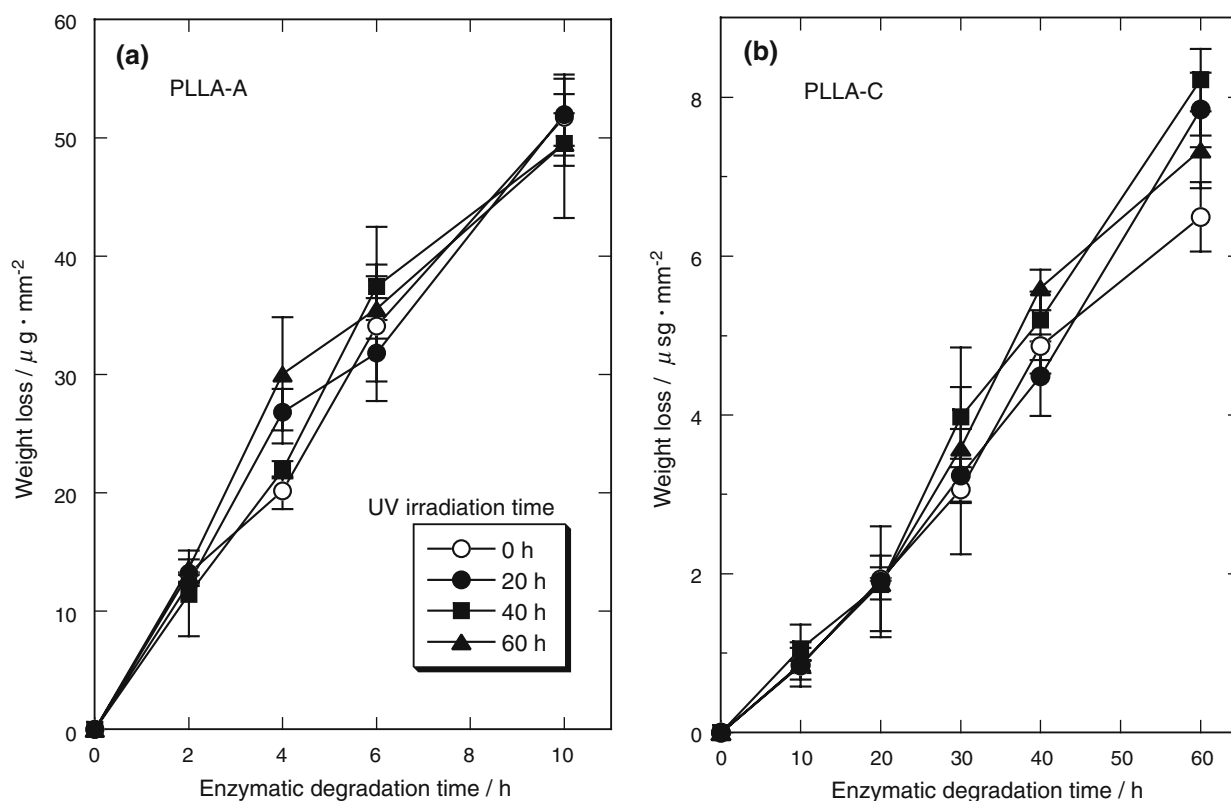 (a)
PLLA-A
60
50
40
30
20
10
0
Weight loss / μg・mm⁻²
0 2 4 6 8 10
Enzymatic degradation time / h
UV irradiation time
0 h
20 h
40 h
60 h
(b)
PLLA-C
8
6
4
2
0
Weight loss / μsg・mm⁻²
0 10 20 30 40 50 60
Enzymatic degradation time / h